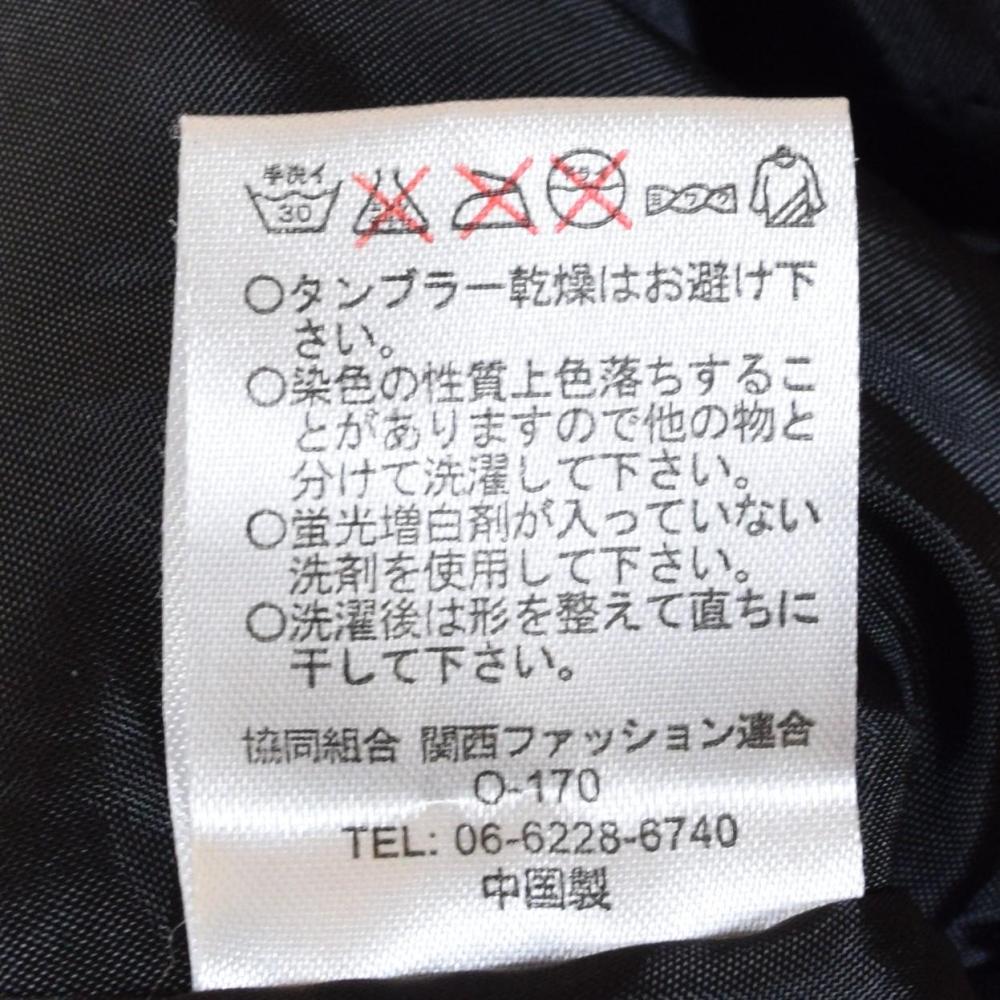 手洗イ
30
ヨワク
○タンブラー乾燥はお避け下
さい。
○染色の性質上色落ちするこ
とがありますので他の物と
分けて洗濯して下さい。
○蛍光増白剤が入っていない
洗剤を使用して下さい。
○洗濯後は形を整えて直ちに
干して下さい。
協同組合 関西ファッション連合
O-170
TEL: 06-6228-6740
中国製